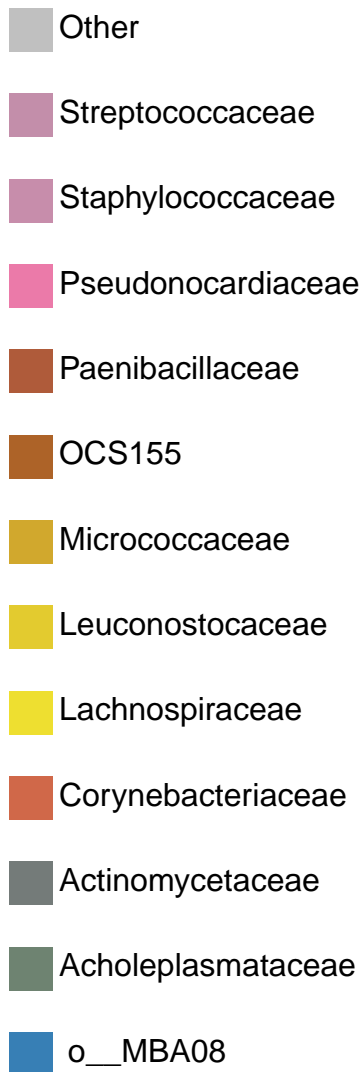 Other
Streptococcaceae
Staphylococcaceae
Pseudonocardiaceae
Paenibacillaceae
OCS155
Micrococcaceae
Leuconostocaceae
Lachnospiraceae
Corynebacteriaceae
Actinomycetaceae
Acholeplasmataceae
o__MBA08